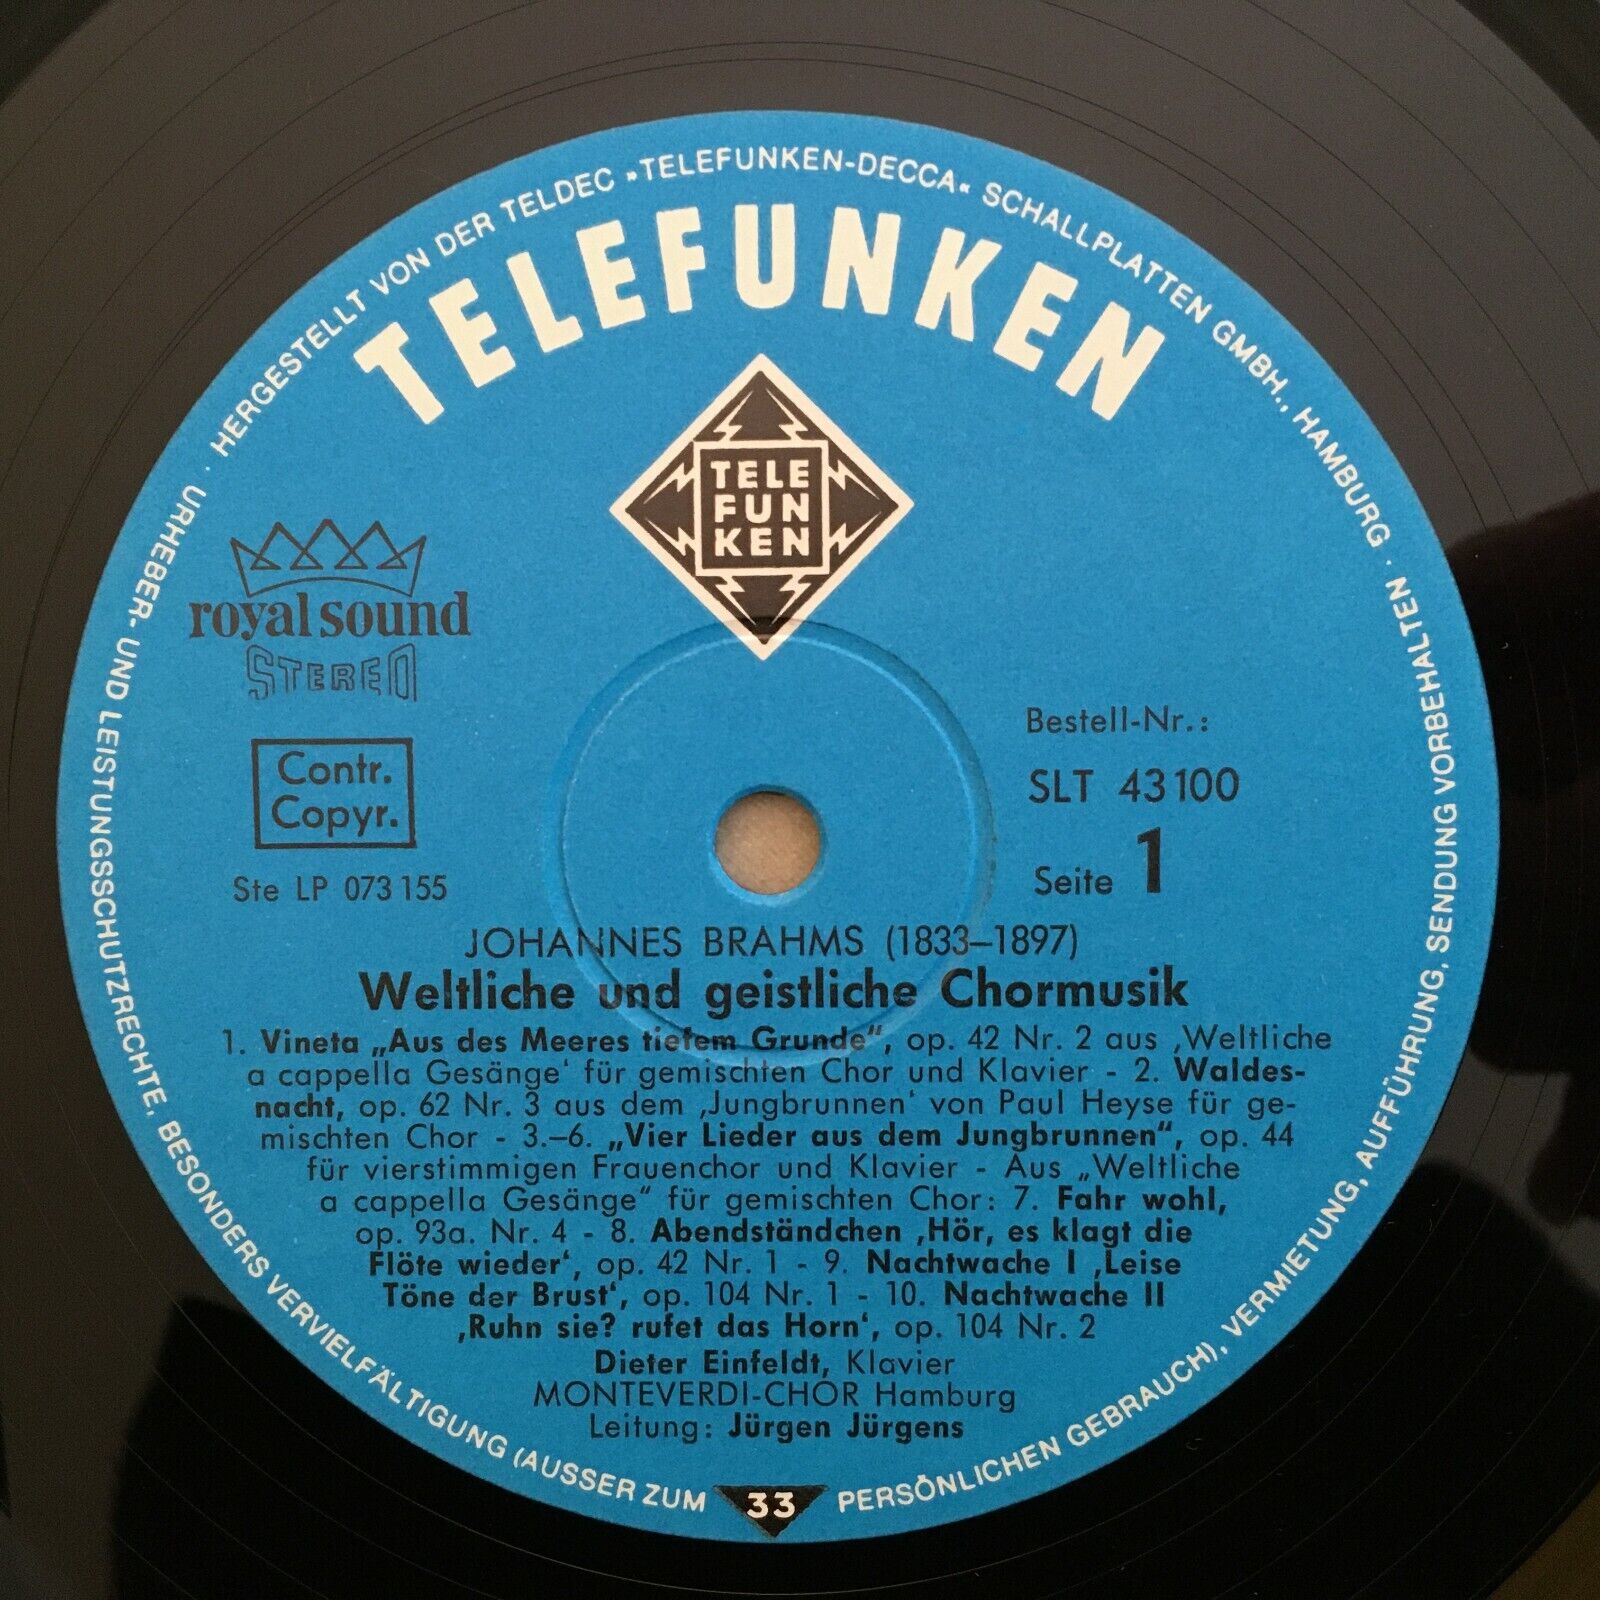 HERGESTELLT VON DER TELDEC »TELEFUNKEN-DECCA« SCHALLPLATTEN GMBH., HAMBURG · URHEBER- UND LEISTUNGSSCHUTZRECHTE, BESONDERS VERVIELFÄLTIGUNG (AUSSER ZUM PERSÖNLICHEN GEBRAUCH), VERMIETUNG, AUFFÜHRUNG, SENDUNG VORBEHALTEN ·
TELEFUNKEN
TELE
FUN
KEN
royal sound
STEREO
Contr.
Copyr.
Ste LP 073 155
Bestell-Nr.:
SLT 43 100
Seite 1
JOHANNES BRAHMS (1833–1897)
Weltliche und geistliche Chormusik
1. Vineta „Aus des Meeres tiefem Grunde“, op. 42 Nr. 2 aus ‚Weltliche
a cappella Gesänge‘ für gemischten Chor und Klavier - 2. Waldes-
nacht, op. 62 Nr. 3 aus dem ‚Jungbrunnen‘ von Paul Heyse für ge-
mischten Chor - 3.–6. „Vier Lieder aus dem Jungbrunnen“, op. 44
für vierstimmigen Frauenchor und Klavier - Aus „Weltliche
a cappella Gesänge“ für gemischten Chor: 7. Fahr wohl,
op. 93a. Nr. 4 - 8. Abendständchen ‚Hör, es klagt die
Flöte wieder‘, op. 42 Nr. 1 - 9. Nachtwache I ‚Leise
Töne der Brust‘, op. 104 Nr. 1 - 10. Nachtwache II
‚Ruhn sie? rufet das Horn‘, op. 104 Nr. 2
Dieter Einfeldt, Klavier
MONTEVERDI-CHOR Hamburg
Leitung: Jürgen Jürgens
33